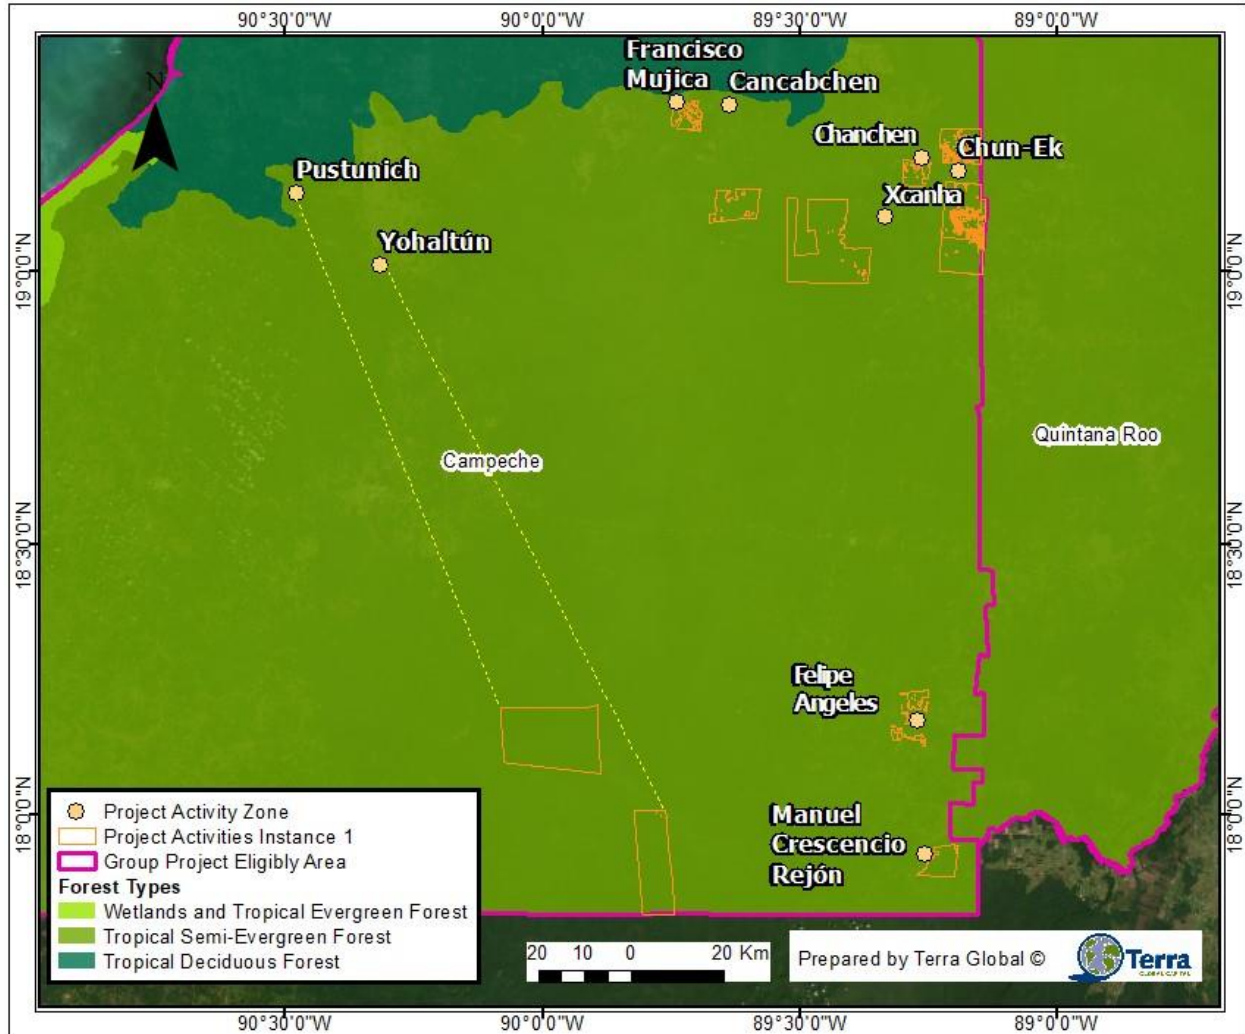 90°30'0"W 90°0'0"W 89°30'0"W 89°0'0"W
N
Francisco
Mujica
Cancabchen
Chanchen
Chun-Ek
Pustunich
Xcanha
Yohaltún
19°0'0"N
19°0'0"N
Campeche
Quintana Roo
18°30'0"N
18°30'0"N
Felipe
Angeles
18°0'0"N
18°0'0"N
Manuel
Crescencio
Rejón
Project Activity Zone
Project Activities Instance 1
Group Project Eligibly Area
Forest Types
Wetlands and Tropical Evergreen Forest
Tropical Semi-Evergreen Forest
Tropical Deciduous Forest
20 10 0 20 Km
Prepared by Terra Global ©
Terra
GLOBAL CAPITAL
90°30'0"W 90°0'0"W 89°30'0"W 89°0'0"W